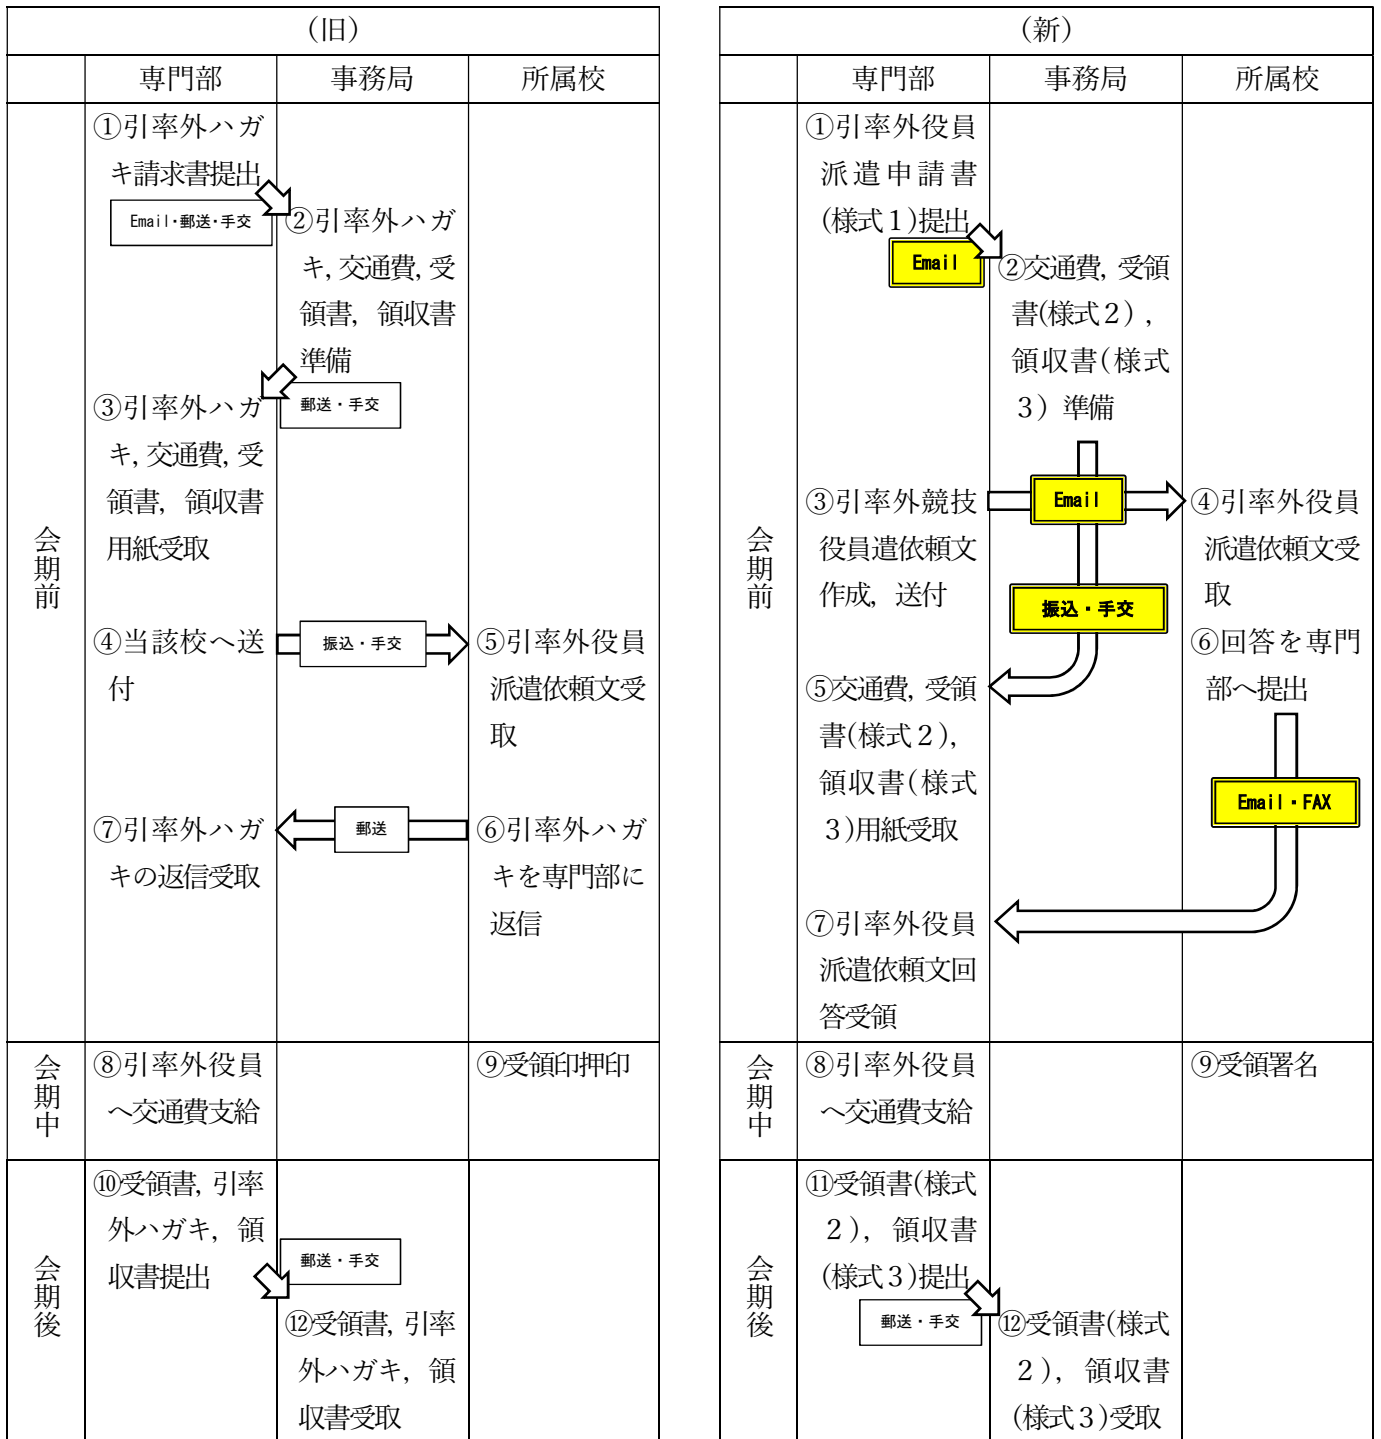 (旧)
専門部
事務局
所属校
会期前
①引率外ハガ
キ請求書提出
Email・郵送・手交
②引率外ハガ
キ,交通費,受
領書,領収書
準備
郵送・手交
③引率外ハガ
キ,交通費,受
領書,領収書
用紙受取
④当該校へ送
付
振込・手交
⑤引率外役員
派遣依頼文受
取
⑦引率外ハガ
キの返信受取
郵送
⑥引率外ハガ
キを専門部に
返信
会期中
⑧引率外役員
へ交通費支給
⑨受領印押印
会期後
⑩受領書,引率
外ハガキ,領
収書提出
郵送・手交
⑫受領書,引率
外ハガキ,領
収書受取
(新)
専門部
事務局
所属校
会期前
①引率外役員
派遣申請書
(様式1)提出
Email
②交通費,受領
書(様式2),
領収書(様式
3)準備
③引率外競技
役員遣依頼文
作成,送付
Email
④引率外役員
派遣依頼文受
取
振込・手交
⑥回答を専門
部へ提出
⑤交通費,受領
書(様式2),
領収書(様式
3)用紙受取
Email・FAX
⑦引率外役員
派遣依頼文回
答受領
会期中
⑧引率外役員
へ交通費支給
⑨受領署名
会期後
⑪受領書(様式
2),領収書
(様式3)提出
郵送・手交
⑫受領書(様式
2),領収書
(様式3)受取